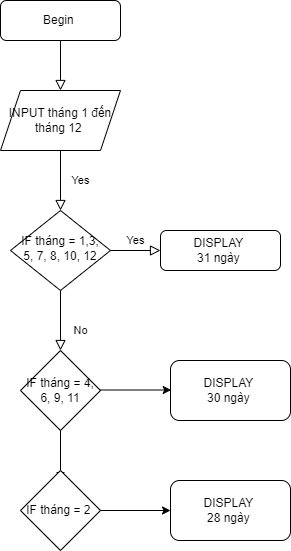 Begin
INPUT tháng 1 đến
tháng 12
Yes
IF tháng = 1,3,
5, 7, 8, 10, 12
Yes
DISPLAY
31 ngày
No
IF tháng = 4,
6, 9, 11
DISPLAY
30 ngày
IF tháng = 2
DISPLAY
28 ngày